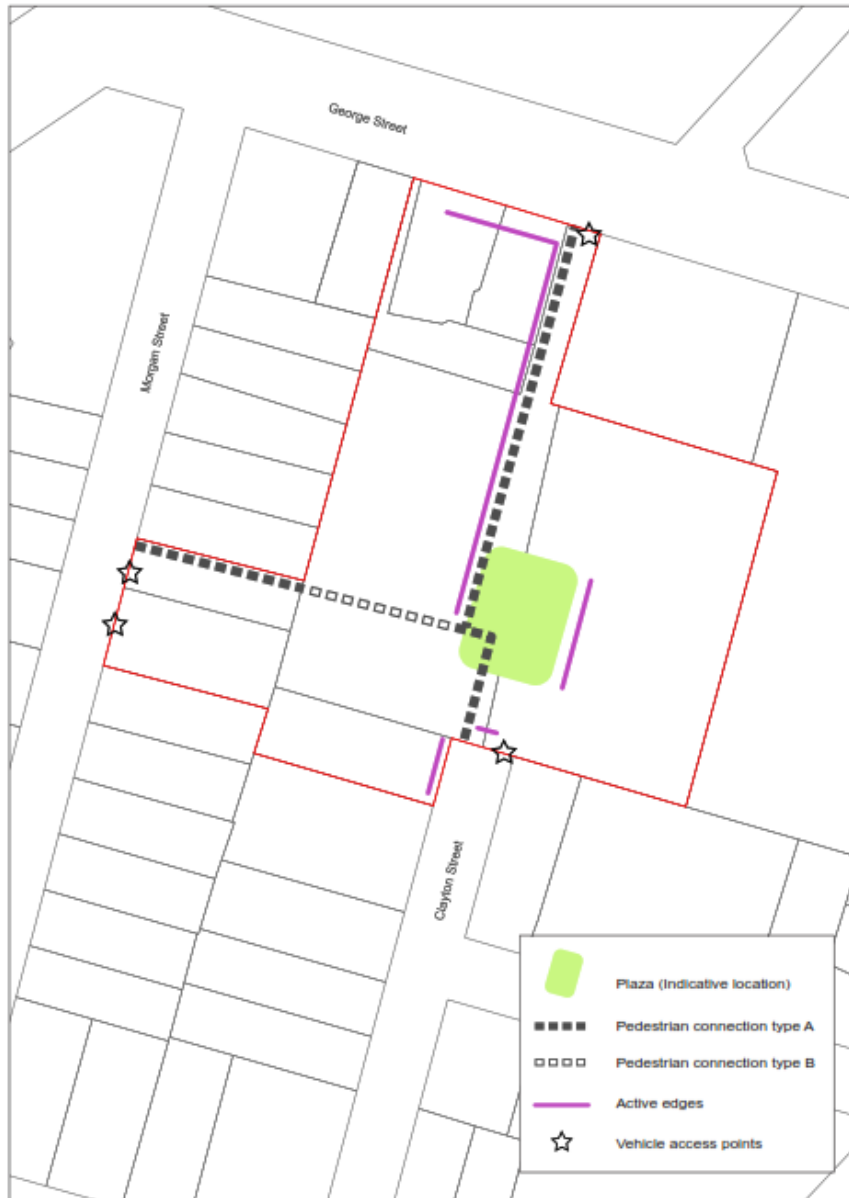 George Street
Morgan Street
Clayton Street
Plaza (Indicative location)
Pedestrian connection type A
Pedestrian connection type B
Active edges
Vehicle access points